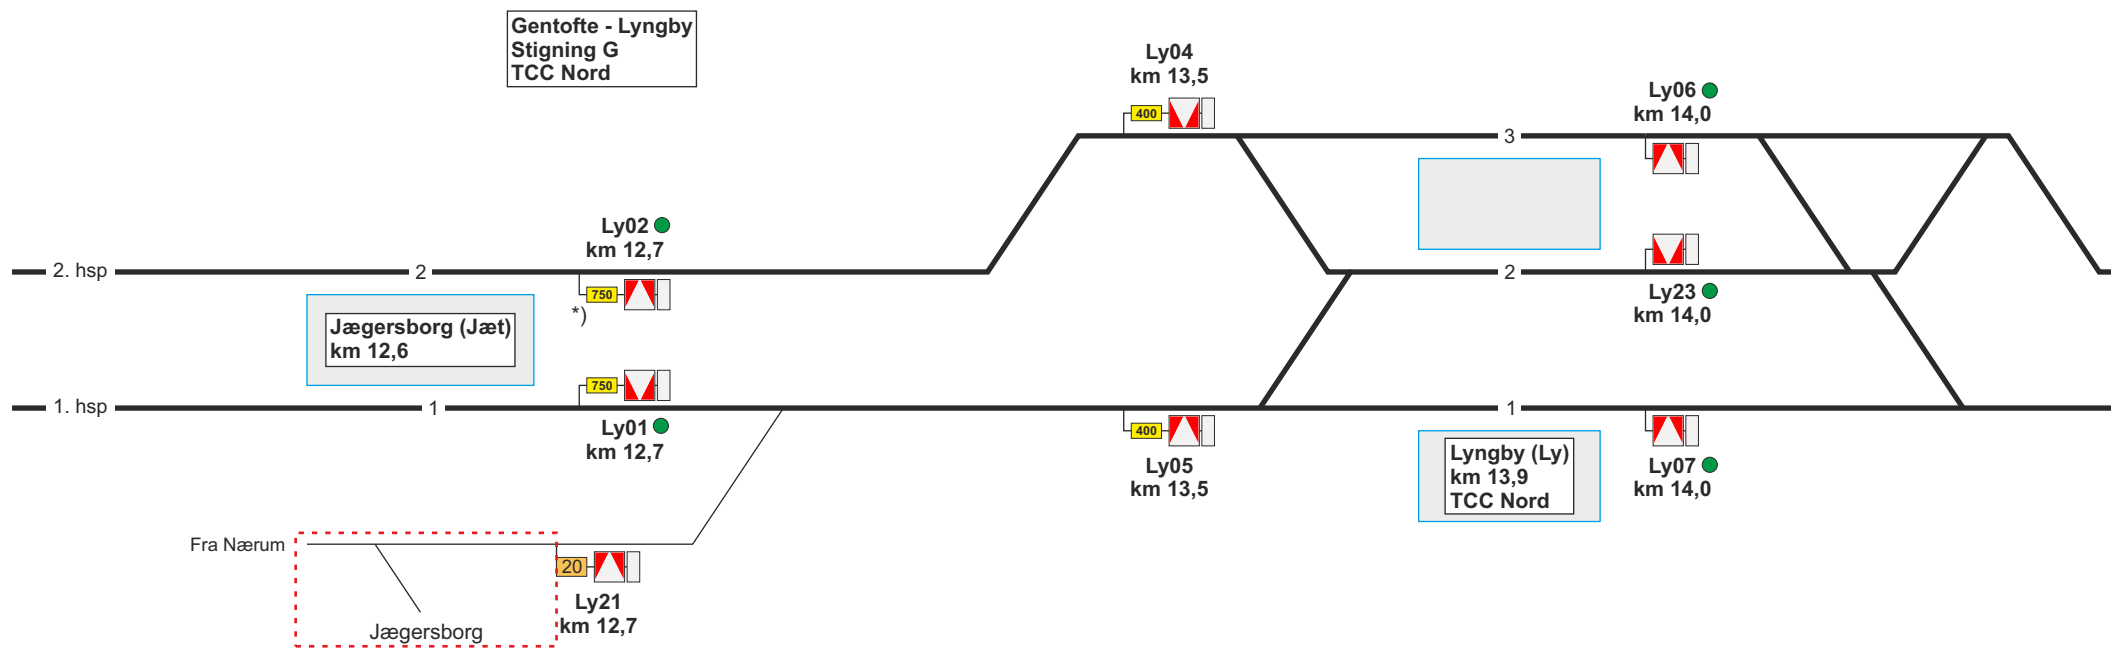 Gentofte - Lyngby
Stigning G
TCC Nord
Ly04
km 13,5
400
Ly06
km 14,0
3
Ly02
km 12,7
2. hsp
2
750
*)
2
Ly23
km 14,0
Jægersborg (Jæt)
km 12,6
750
1. hsp
1
Ly01
km 12,7
1
400
Ly05
km 13,5
Lyngby (Ly)
km 13,9
TCC Nord
Ly07
km 14,0
Fra Nærum
20
Ly21
km 12,7
Jægersborg